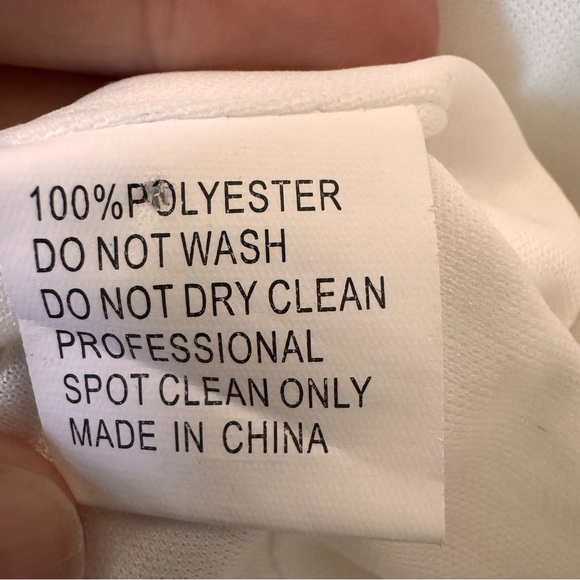 100%POLYESTER
DO NOT WASH
DO NOT DRY CLEAN
PROFESSIONAL
SPOT CLEAN ONLY
MADE IN CHINA